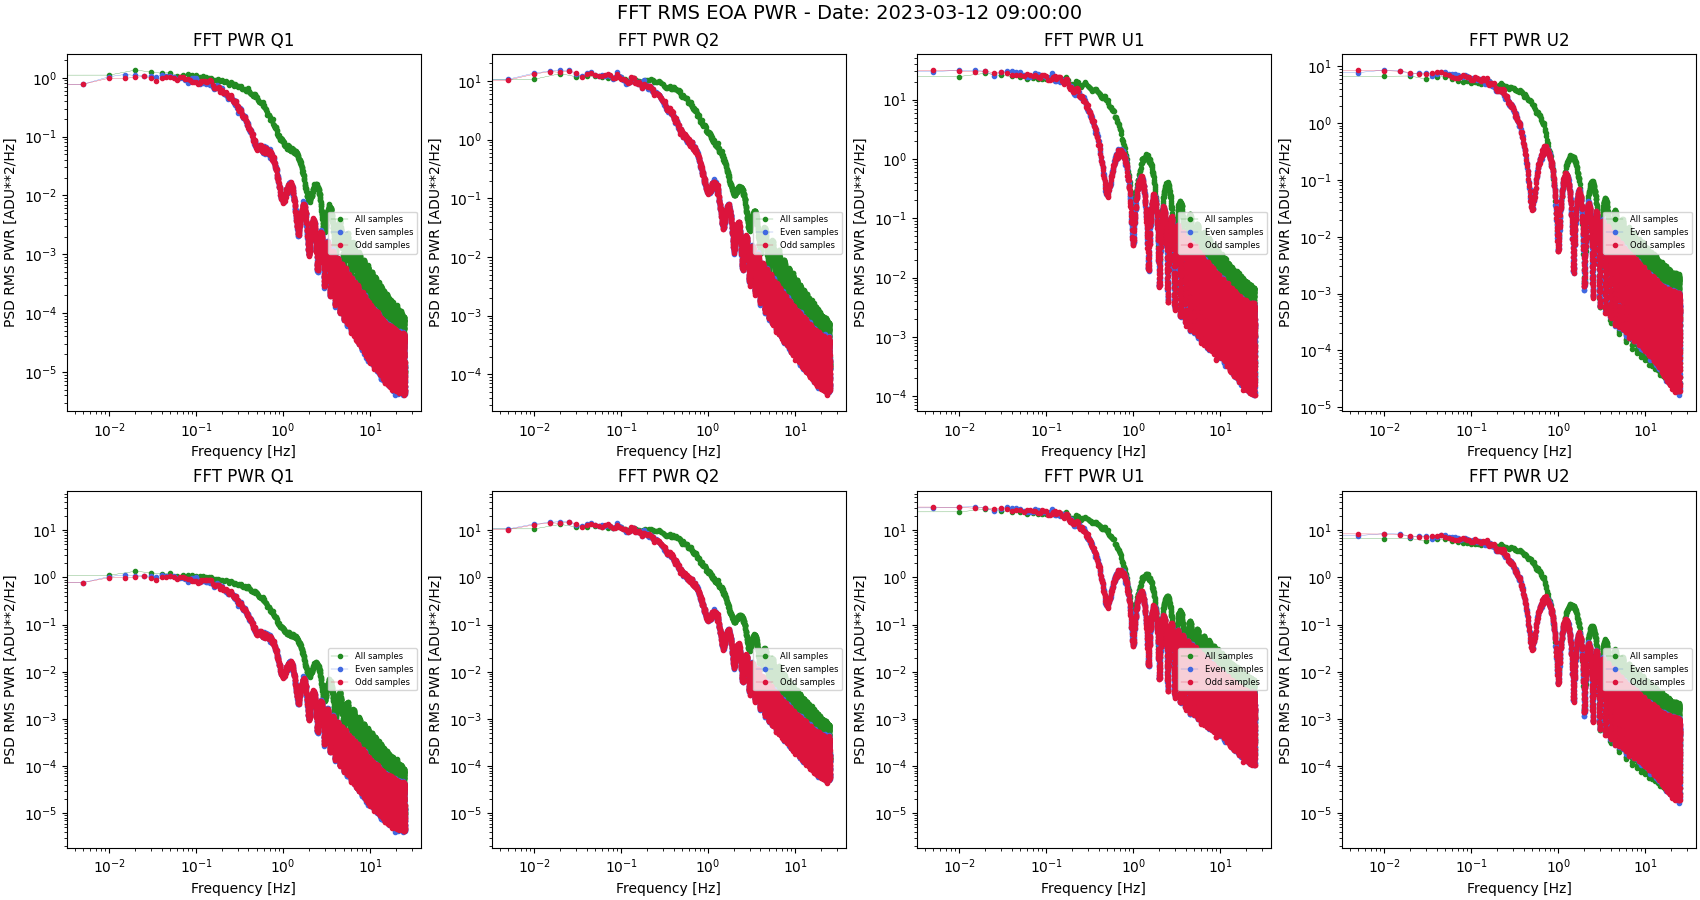 FFT RMS EOA PWR - Date: 2023-03-12 09:00:00
FFT PWR Q1
PSD RMS PWR [ADU**2/Hz]
10^0
10^-1
10^-2
10^-3
10^-4
10^-5
All samples
Even samples
Odd samples
10^-2 10^-1 10^0 10^1
Frequency [Hz]
FFT PWR Q2
PSD RMS PWR [ADU**2/Hz]
10^1
10^0
10^-1
10^-2
10^-3
10^-4
All samples
Even samples
Odd samples
10^-2 10^-1 10^0 10^1
Frequency [Hz]
FFT PWR U1
PSD RMS PWR [ADU**2/Hz]
10^1
10^0
10^-1
10^-2
10^-3
10^-4
All samples
Even samples
Odd samples
10^-2 10^-1 10^0 10^1
Frequency [Hz]
FFT PWR U2
PSD RMS PWR [ADU**2/Hz]
10^1
10^0
10^-1
10^-2
10^-3
10^-4
10^-5
All samples
Even samples
Odd samples
10^-2 10^-1 10^0 10^1
Frequency [Hz]
FFT PWR Q1
PSD RMS PWR [ADU**2/Hz]
10^1
10^0
10^-1
10^-2
10^-3
10^-4
10^-5
All samples
Even samples
Odd samples
10^-2 10^-1 10^0 10^1
Frequency [Hz]
FFT PWR Q2
PSD RMS PWR [ADU**2/Hz]
10^1
10^0
10^-1
10^-2
10^-3
10^-4
10^-5
All samples
Even samples
Odd samples
10^-2 10^-1 10^0 10^1
Frequency [Hz]
FFT PWR U1
PSD RMS PWR [ADU**2/Hz]
10^1
10^0
10^-1
10^-2
10^-3
10^-4
10^-5
All samples
Even samples
Odd samples
10^-2 10^-1 10^0 10^1
Frequency [Hz]
FFT PWR U2
PSD RMS PWR [ADU**2/Hz]
10^1
10^0
10^-1
10^-2
10^-3
10^-4
10^-5
All samples
Even samples
Odd samples
10^-2 10^-1 10^0 10^1
Frequency [Hz]